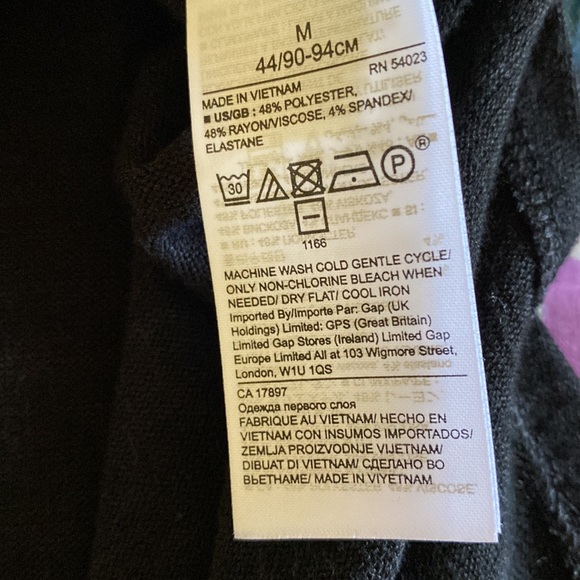 M
44/90-94CM
RN 54023
MADE IN VIETNAM
■ US/GB : 48% POLYESTER,
48% RAYON/VISCOSE, 4% SPANDEX/
ELASTANE
30 P ®
1166
MACHINE WASH COLD GENTLE CYCLE/
ONLY NON-CHLORINE BLEACH WHEN
NEEDED/ DRY FLAT/ COOL IRON
Imported By/Importe Par: Gap (UK
Holdings) Limited: GPS (Great Britain)
Limited Gap Stores (Ireland) Limited Gap
Europe Limited All at 103 Wigmore Street,
London, W1U 1QS
CA 17897
Одежда первого слоя
FABRIQUE AU VIETNAM/ HECHO EN
VIETNAM CON INSUMOS IMPORTADOS/
ZEMLJA PROIZVODNJE VIJETNAM/
DIBUAT DI VIETNAM/ СДЕЛАНО ВО
ВЬЕТНАМЕ/ MADE IN VIYETNAM